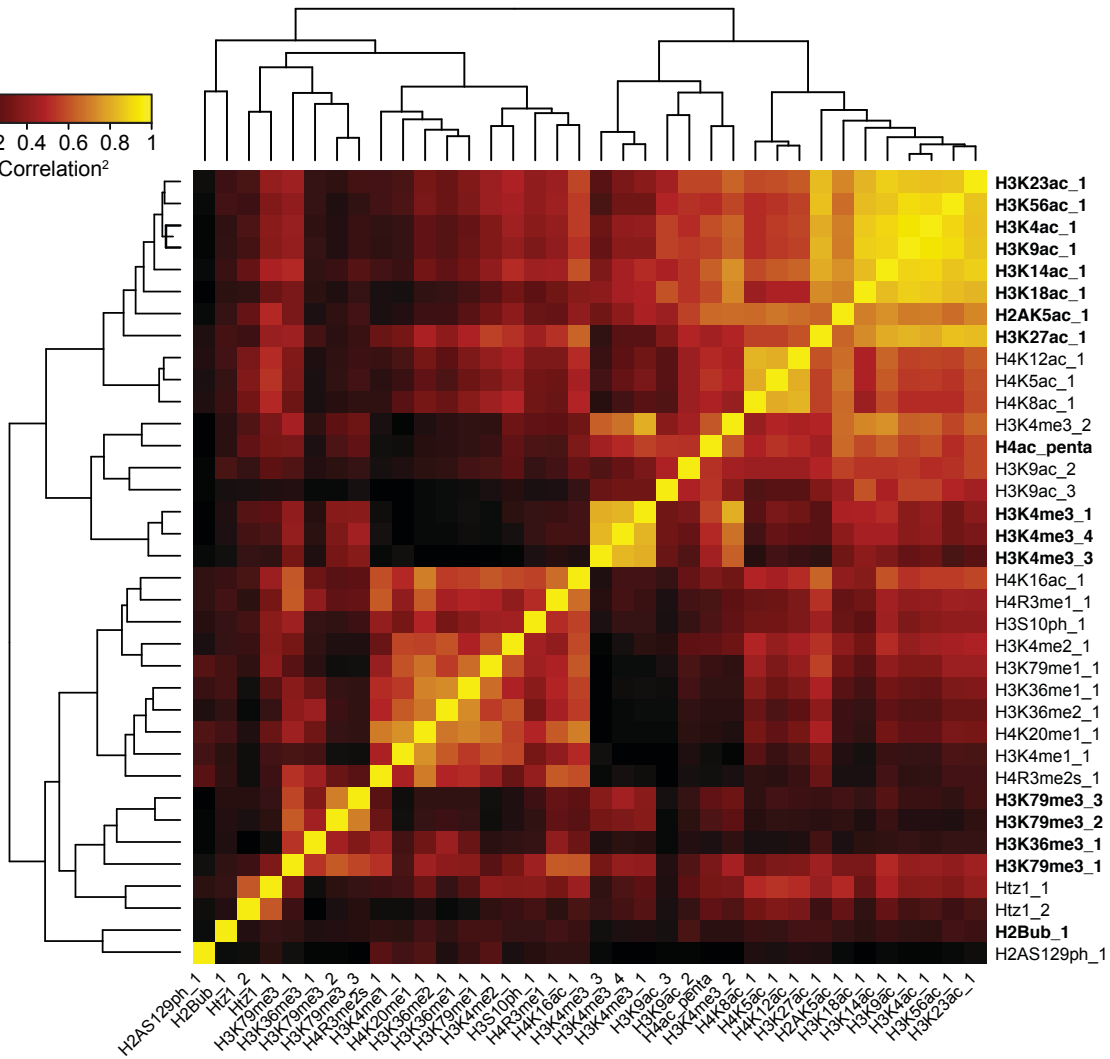 2 0.4 0.6 0.8 1
Correlation²
H3K23ac_1
H3K56ac_1
H3K4ac_1
H3K9ac_1
H3K14ac_1
H3K18ac_1
H2AK5ac_1
H3K27ac_1
H4K12ac_1
H4K5ac_1
H4K8ac_1
H3K4me3_2
H4ac_penta
H3K9ac_2
H3K9ac_3
H3K4me3_1
H3K4me3_4
H3K4me3_3
H4K16ac_1
H4R3me1_1
H3S10ph_1
H3K4me2_1
H3K79me1_1
H3K36me1_1
H3K36me2_1
H4K20me1_1
H3K4me1_1
H4R3me2s_1
H3K79me3_3
H3K79me3_2
H3K36me3_1
H3K79me3_1
Htz1_1
Htz1_2
H2Bub_1
H2AS129ph_1
H2AS129ph_1
H2Bub_1
Htz1_2
Htz1_1
H3K79me3_1
H3K36me3_1
H3K79me3_2
H3K79me3_3
H4R3me2s_1
H3K4me1_1
H4K20me1_1
H3K36me2_1
H3K36me1_1
H3K79me1_1
H3K4me2_1
H3S10ph_1
H4R3me1_1
H4K16ac_1
H3K4me3_3
H3K4me3_4
H3K4me3_1
H3K9ac_3
H3K9ac_2
H4ac_penta
H3K4me3_2
H4K8ac_1
H4K5ac_1
H4K12ac_1
H3K27ac_1
H2AK5ac_1
H3K18ac_1
H3K14ac_1
H3K9ac_1
H3K4ac_1
H3K56ac_1
H3K23ac_1